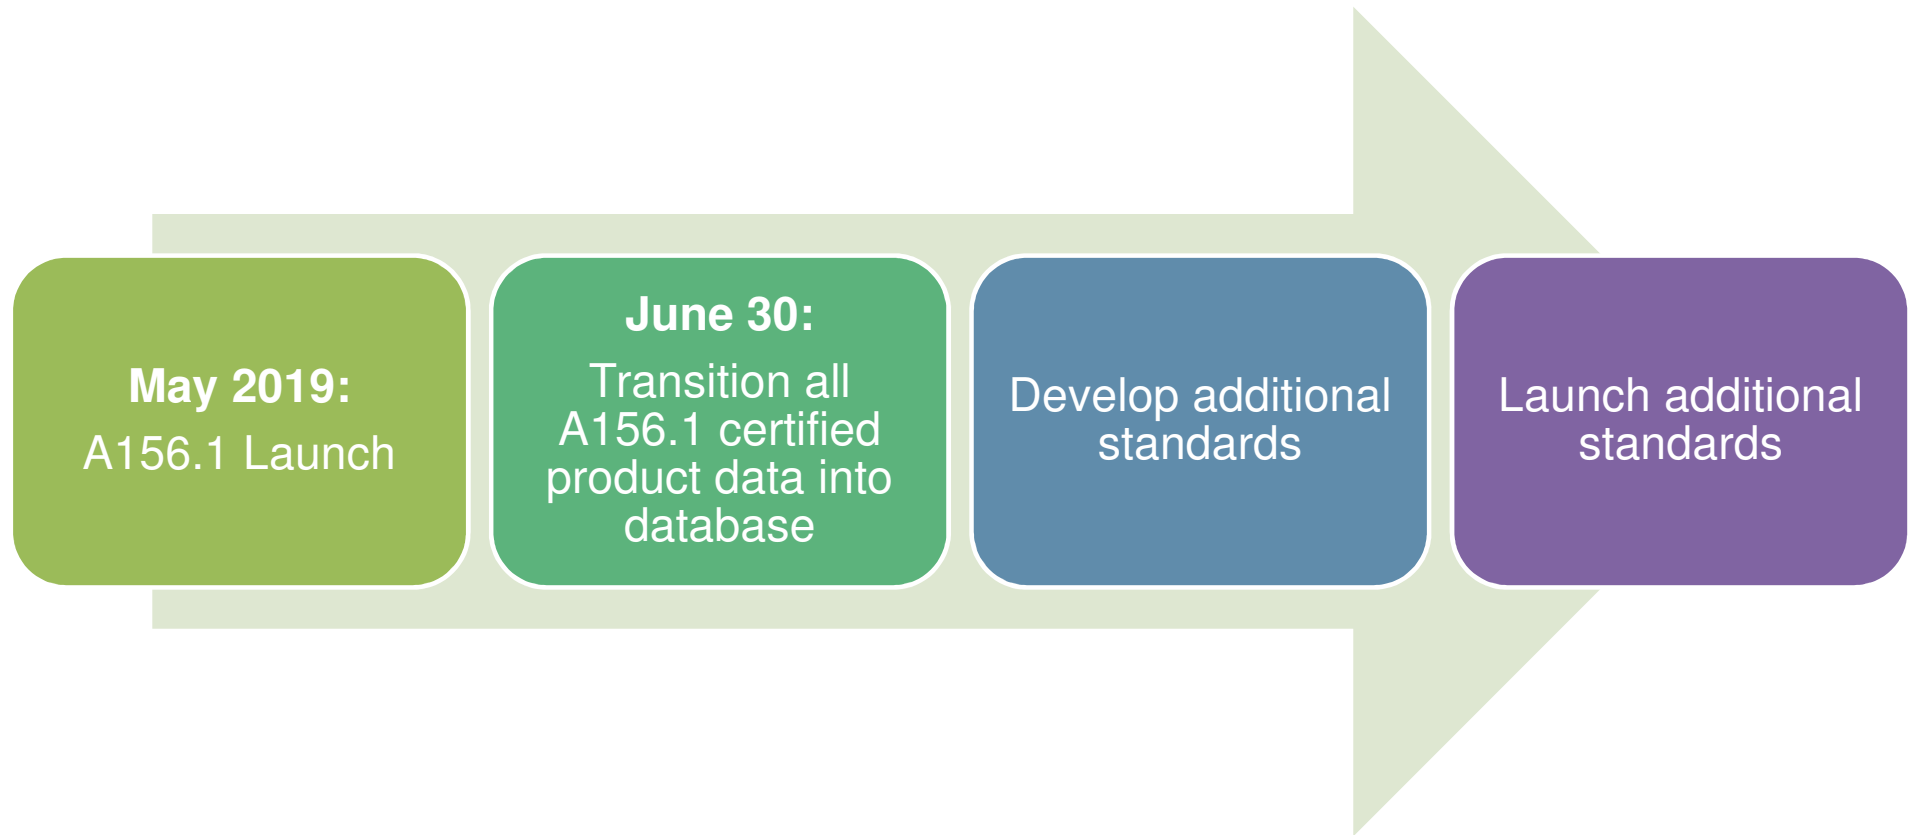 May 2019:
A156.1 Launch
June 30:
Transition all
A156.1 certified
product data into
database
Develop additional
standards
Launch additional
standards